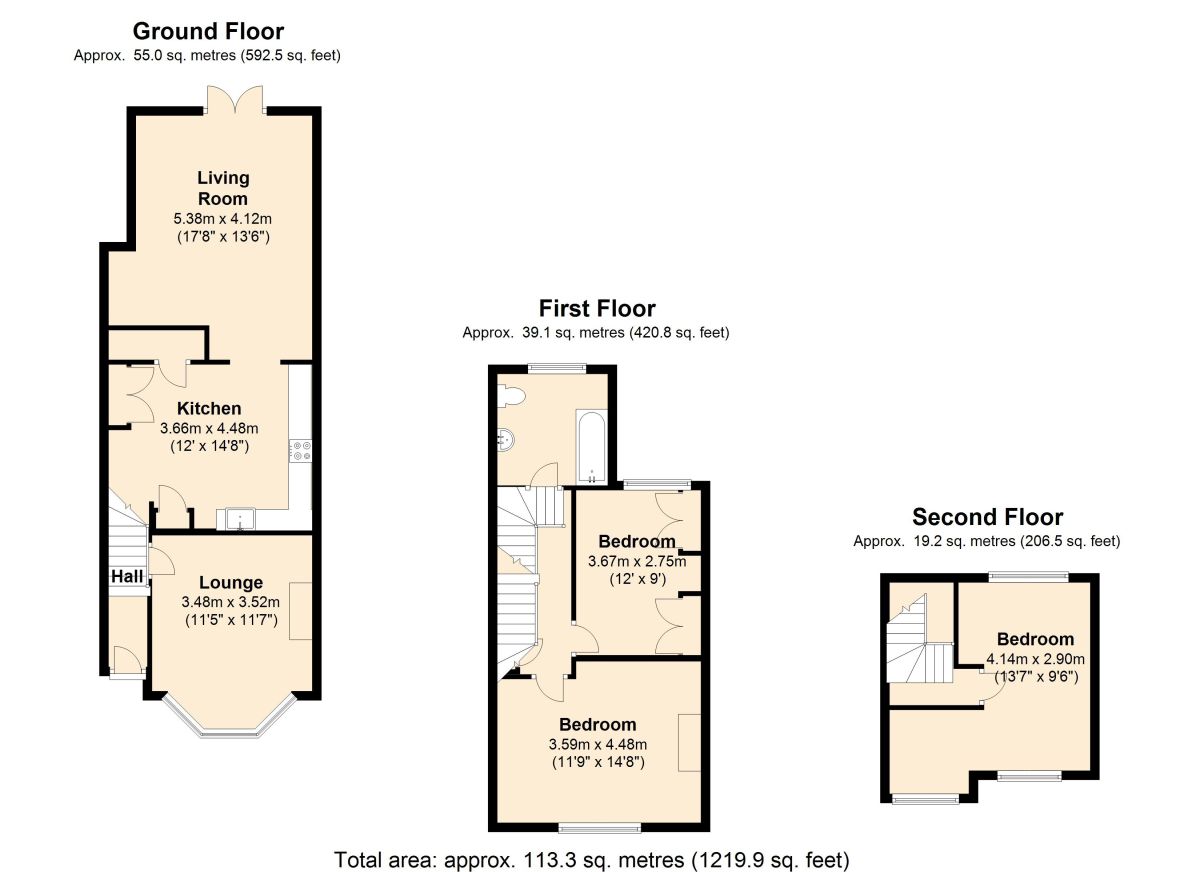 Ground Floor
Approx. 55.0 sq. metres (592.5 sq. feet)
Living
Room
5.38m x 4.12m
(17'8" x 13'6")
Kitchen
3.66m x 4.48m
(12' x 14'8")
Hall
Lounge
3.48m x 3.52m
(11'5" x 11'7")
First Floor
Approx. 39.1 sq. metres (420.8 sq. feet)
Bedroom
3.67m x 2.75m
(12' x 9')
Bedroom
3.59m x 4.48m
(11'9" x 14'8")
Second Floor
Approx. 19.2 sq. metres (206.5 sq. feet)
Bedroom
4.14m x 2.90m
(13'7" x 9'6")
Total area: approx. 113.3 sq. metres (1219.9 sq. feet)